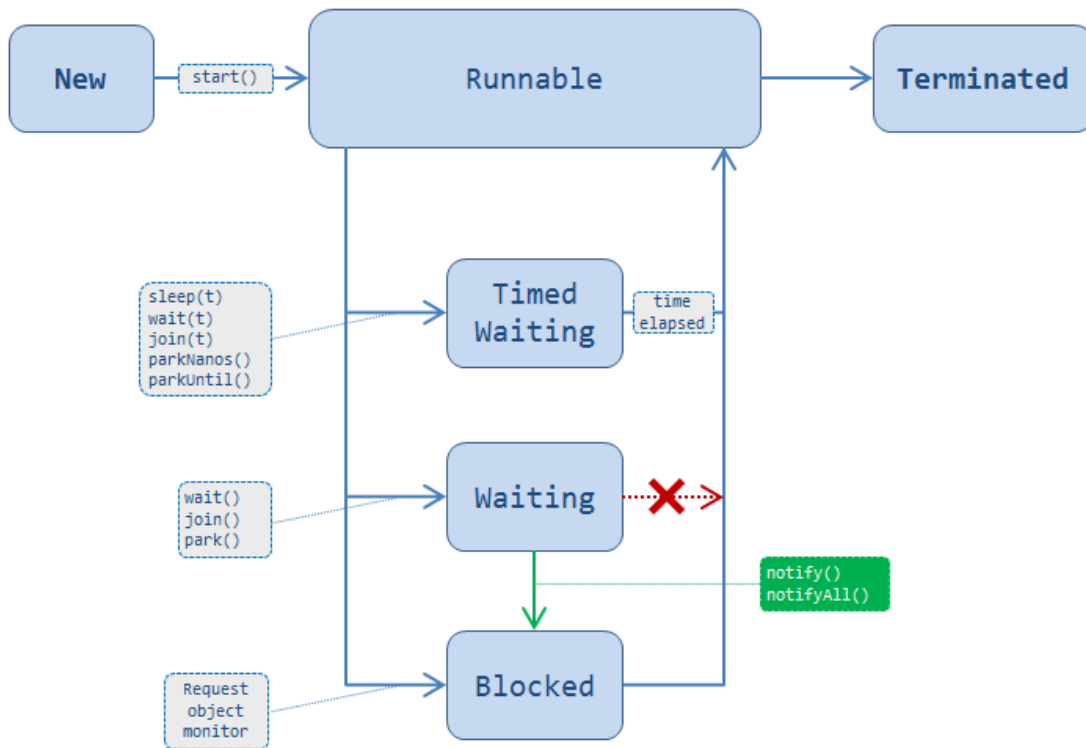 New
start()
Runnable
Terminated
sleep(t)
wait(t)
join(t)
parkNanos()
parkUntil()
Timed
Waiting
time
elapsed
wait()
join()
park()
Waiting
notify()
notifyAll()
Request
object
monitor
Blocked